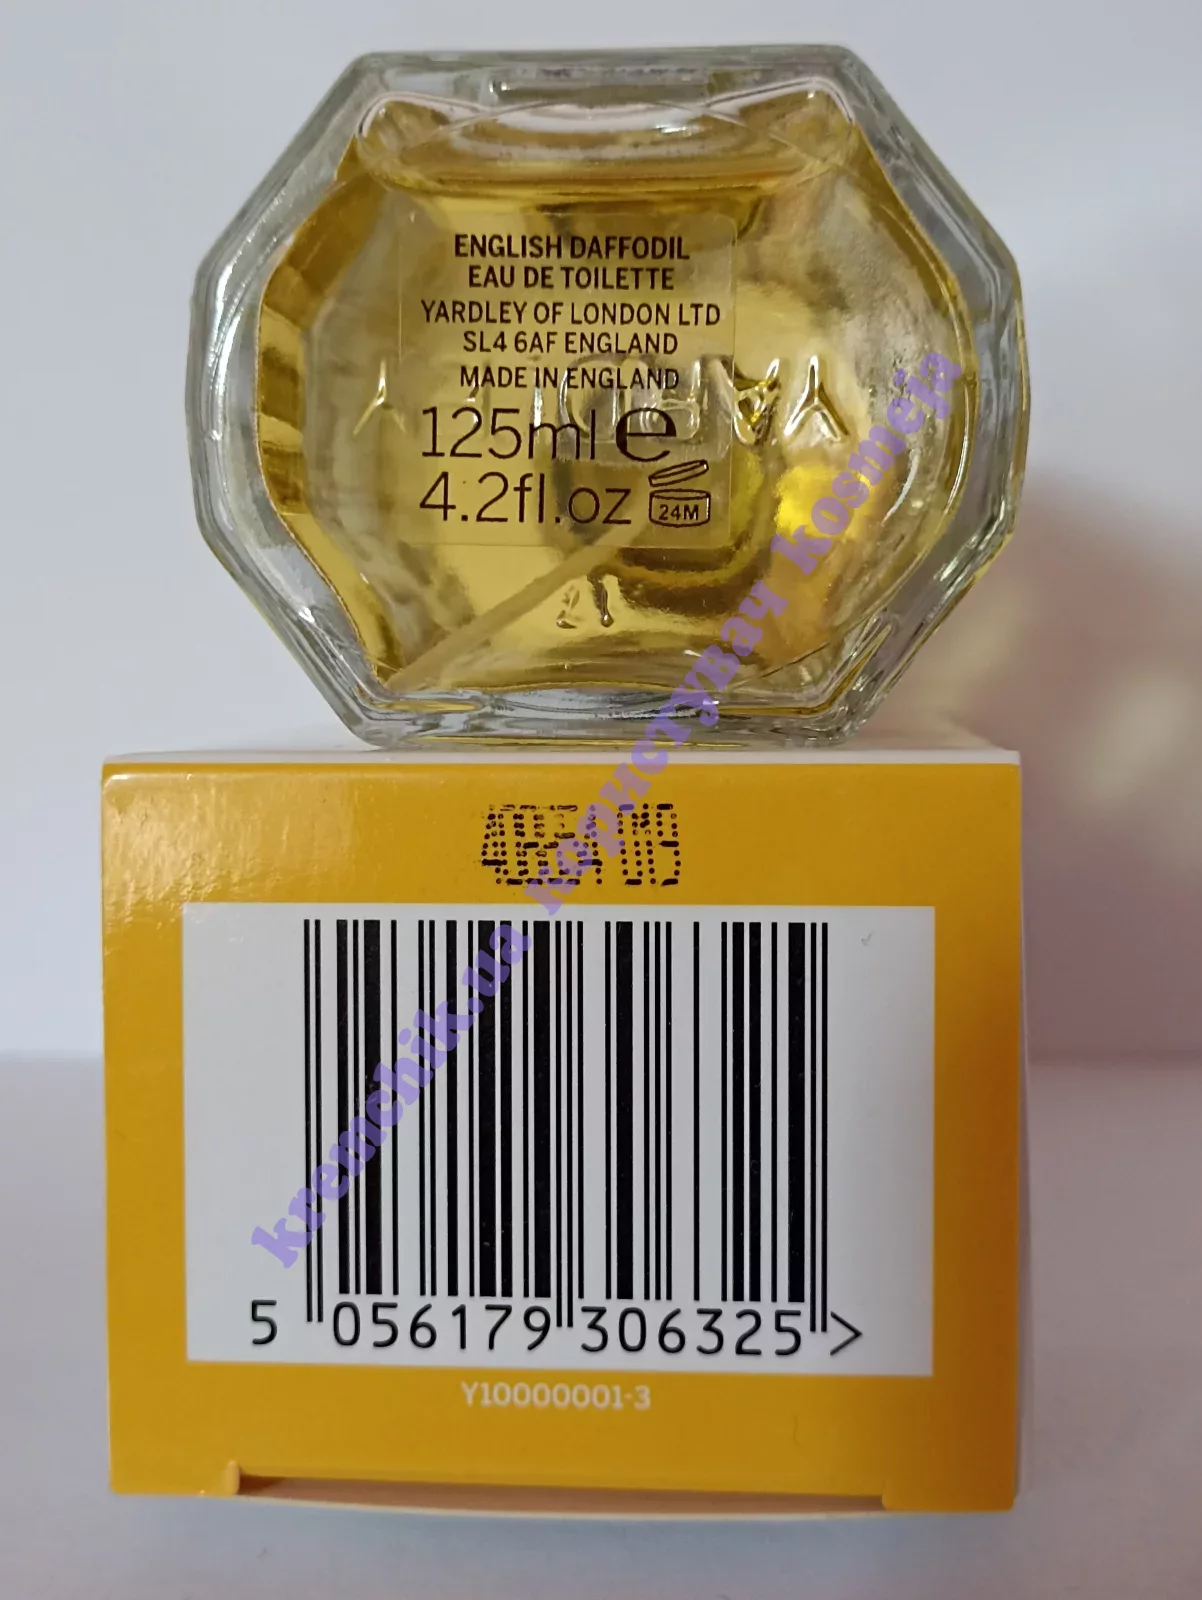 ENGLISH DAFFODIL
EAU DE TOILETTE
YARDLEY OF LONDON LTD
SL4 6AF ENGLAND
MADE IN ENGLAND
125ml e
4.2fl.oz
24M
YARDLEY
kremchik.ua користувач kosmeja
5 056179 306325 >
Y10000001-3